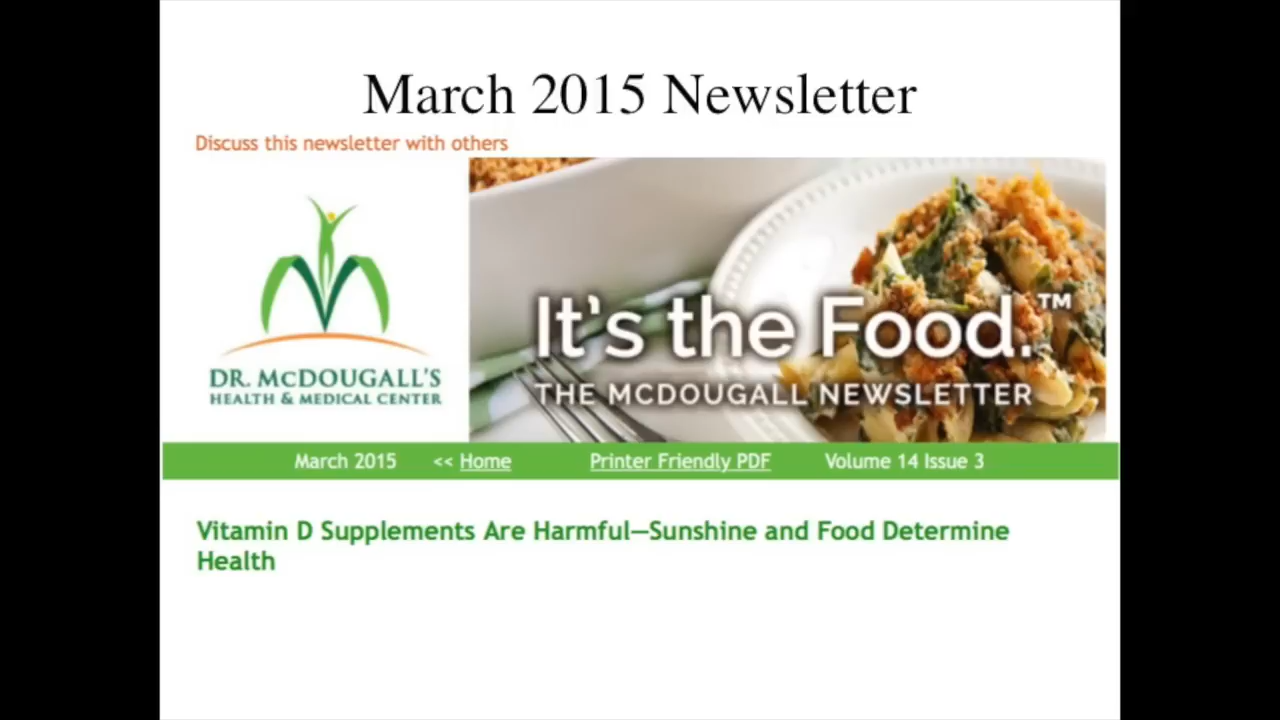 March 2015 Newsletter
Discuss this newsletter with others
It's the Food.™
THE MCDOUGALL NEWSLETTER
DR. McDOUGALL'S
HEALTH & MEDICAL CENTER
March 2015 << Home Printer Friendly PDF Volume 14 Issue 3
Vitamin D Supplements Are Harmful—Sunshine and Food Determine
Health